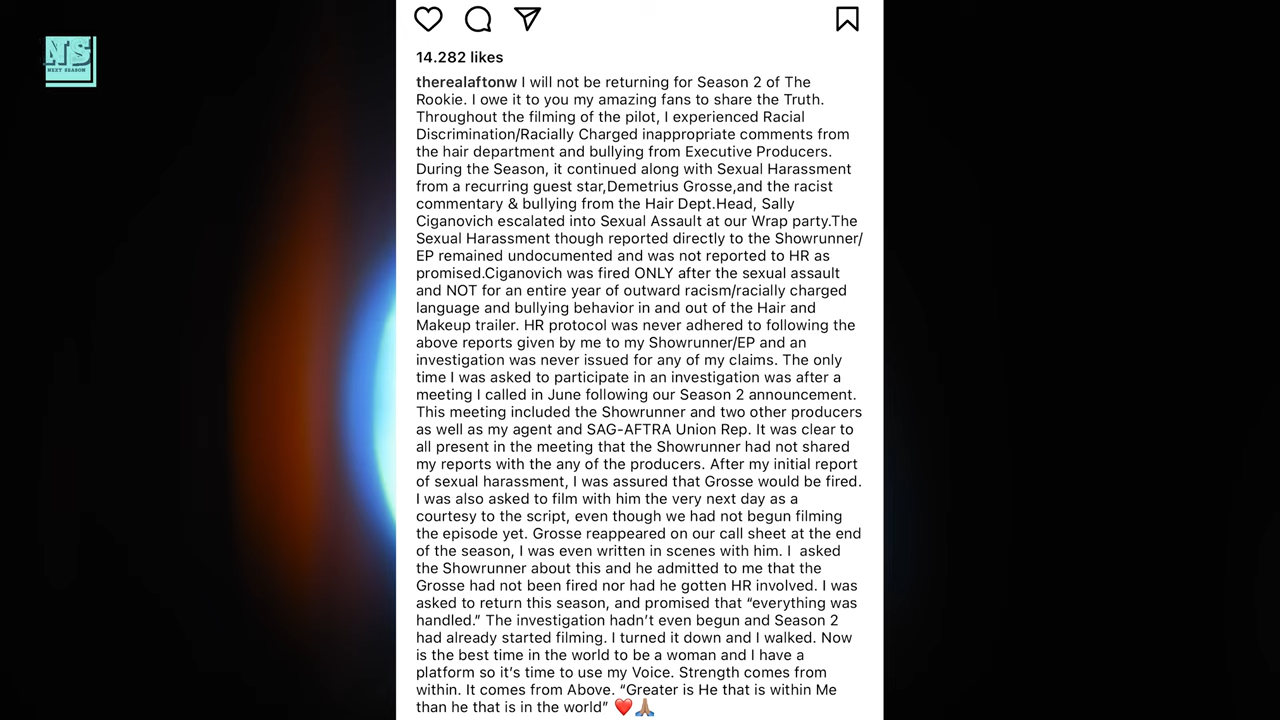 NS
NEXT SEASON
14.282 likes
therealaftonw I will not be returning for Season 2 of The
Rookie. I owe it to you my amazing fans to share the Truth.
Throughout the filming of the pilot, I experienced Racial
Discrimination/Racially Charged inappropriate comments from
the hair department and bullying from Executive Producers.
During the Season, it continued along with Sexual Harassment
from a recurring guest star,Demetrius Grosse,and the racist
commentary & bullying from the Hair Dept.Head, Sally
Ciganovich escalated into Sexual Assault at our Wrap party.The
Sexual Harassment though reported directly to the Showrunner/
EP remained undocumented and was not reported to HR as
promised.Ciganovich was fired ONLY after the sexual assault
and NOT for an entire year of outward racism/racially charged
language and bullying behavior in and out of the Hair and
Makeup trailer. HR protocol was never adhered to following the
above reports given by me to my Showrunner/EP and an
investigation was never issued for any of my claims. The only
time I was asked to participate in an investigation was after a
meeting I called in June following our Season 2 announcement.
This meeting included the Showrunner and two other producers
as well as my agent and SAG-AFTRA Union Rep. It was clear to
all present in the meeting that the Showrunner had not shared
my reports with the any of the producers. After my initial report
of sexual harassment, I was assured that Grosse would be fired.
I was also asked to film with him the very next day as a
courtesy to the script, even though we had not begun filming
the episode yet. Grosse reappeared on our call sheet at the end
of the season, I was even written in scenes with him. I  asked
the Showrunner about this and he admitted to me that the
Grosse had not been fired nor had he gotten HR involved. I was
asked to return this season, and promised that “everything was
handled.” The investigation hadn’t even begun and Season 2
had already started filming. I turned it down and I walked. Now
is the best time in the world to be a woman and I have a
platform so it’s time to use my Voice. Strength comes from
within. It comes from Above. “Greater is He that is within Me
than he that is in the world” ❤️🙏🏽